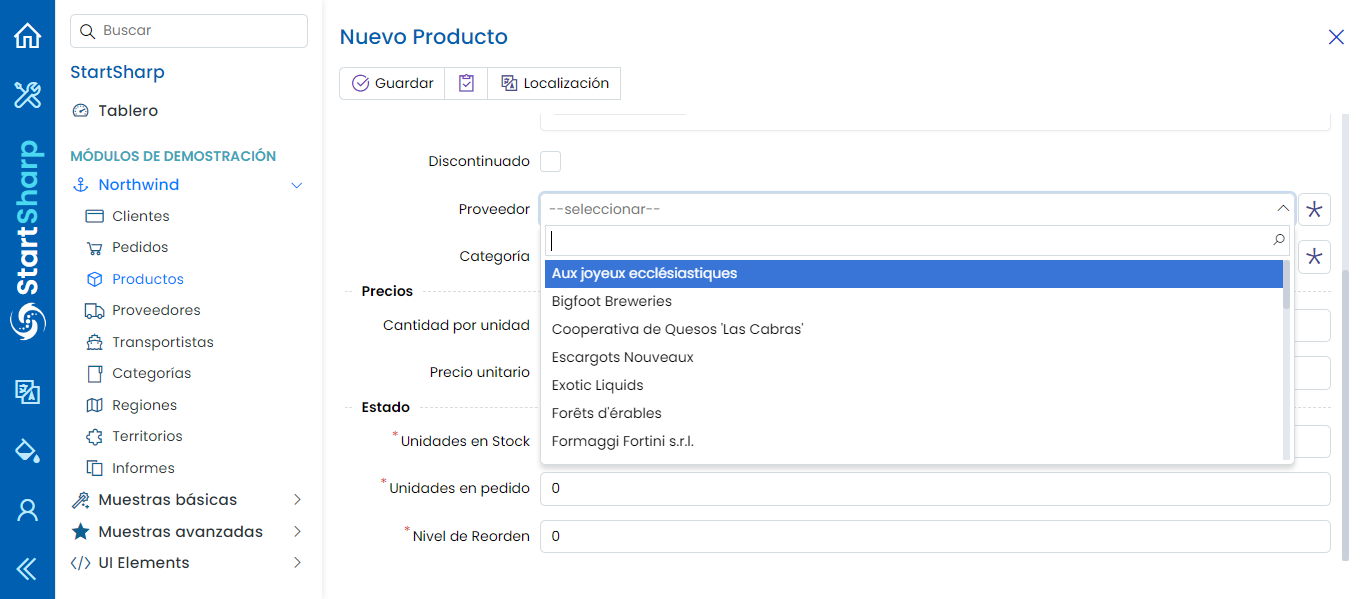 StartSharp
Buscar
StartSharp
Tablero
MÓDULOS DE DEMOSTRACIÓN
Northwind
Clientes
Pedidos
Productos
Proveedores
Transportistas
Categorías
Regiones
Territorios
Informes
Muestras básicas
Muestras avanzadas
UI Elements
Nuevo Producto
Guardar
Localización
Discontinuado
Proveedor
--seleccionar--
Categoría
Aux joyeux ecclésiastiques
Bigfoot Breweries
Cooperativa de Quesos 'Las Cabras'
Escargots Nouveaux
Exotic Liquids
Forêts d'érables
Formaggi Fortini s.r.l.
Precios
Cantidad por unidad
Precio unitario
Estado
*Unidades en Stock
*Unidades en pedido
0
*Nivel de Reorden
0